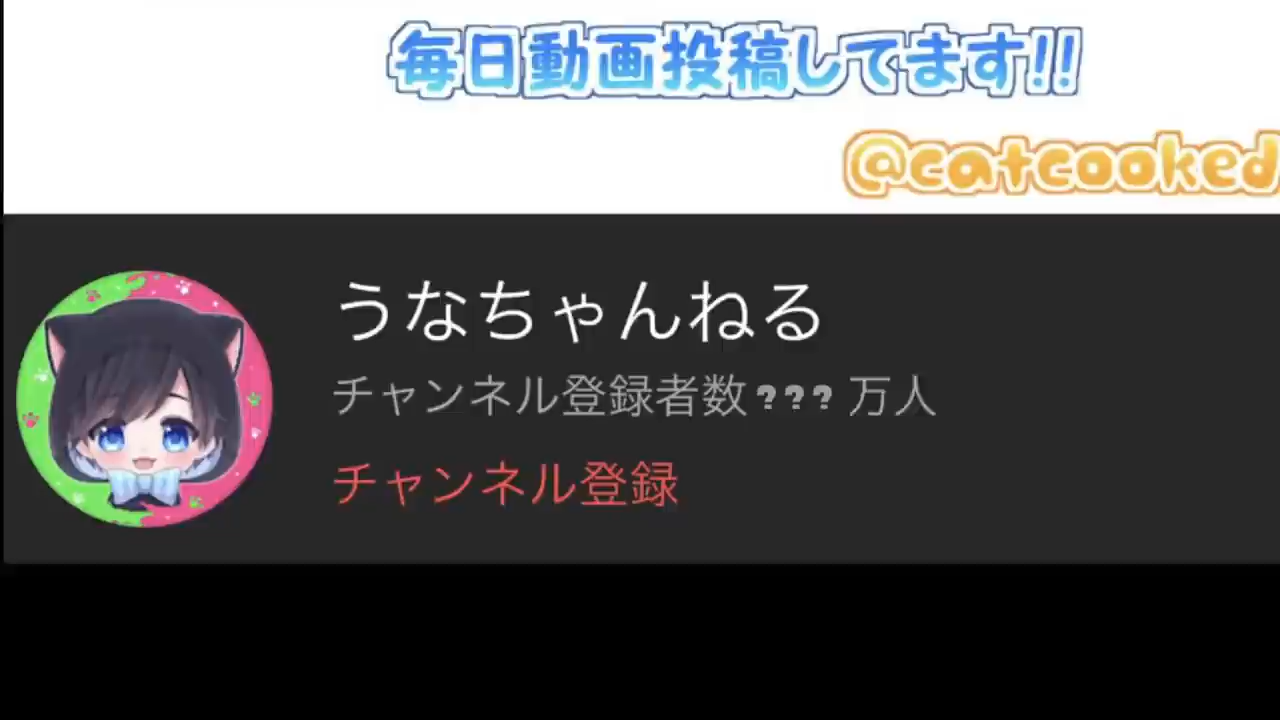 毎日動画投稿してます!!
@catcooked
うなちゃんねる
チャンネル登録者数??? 万人
チャンネル登録